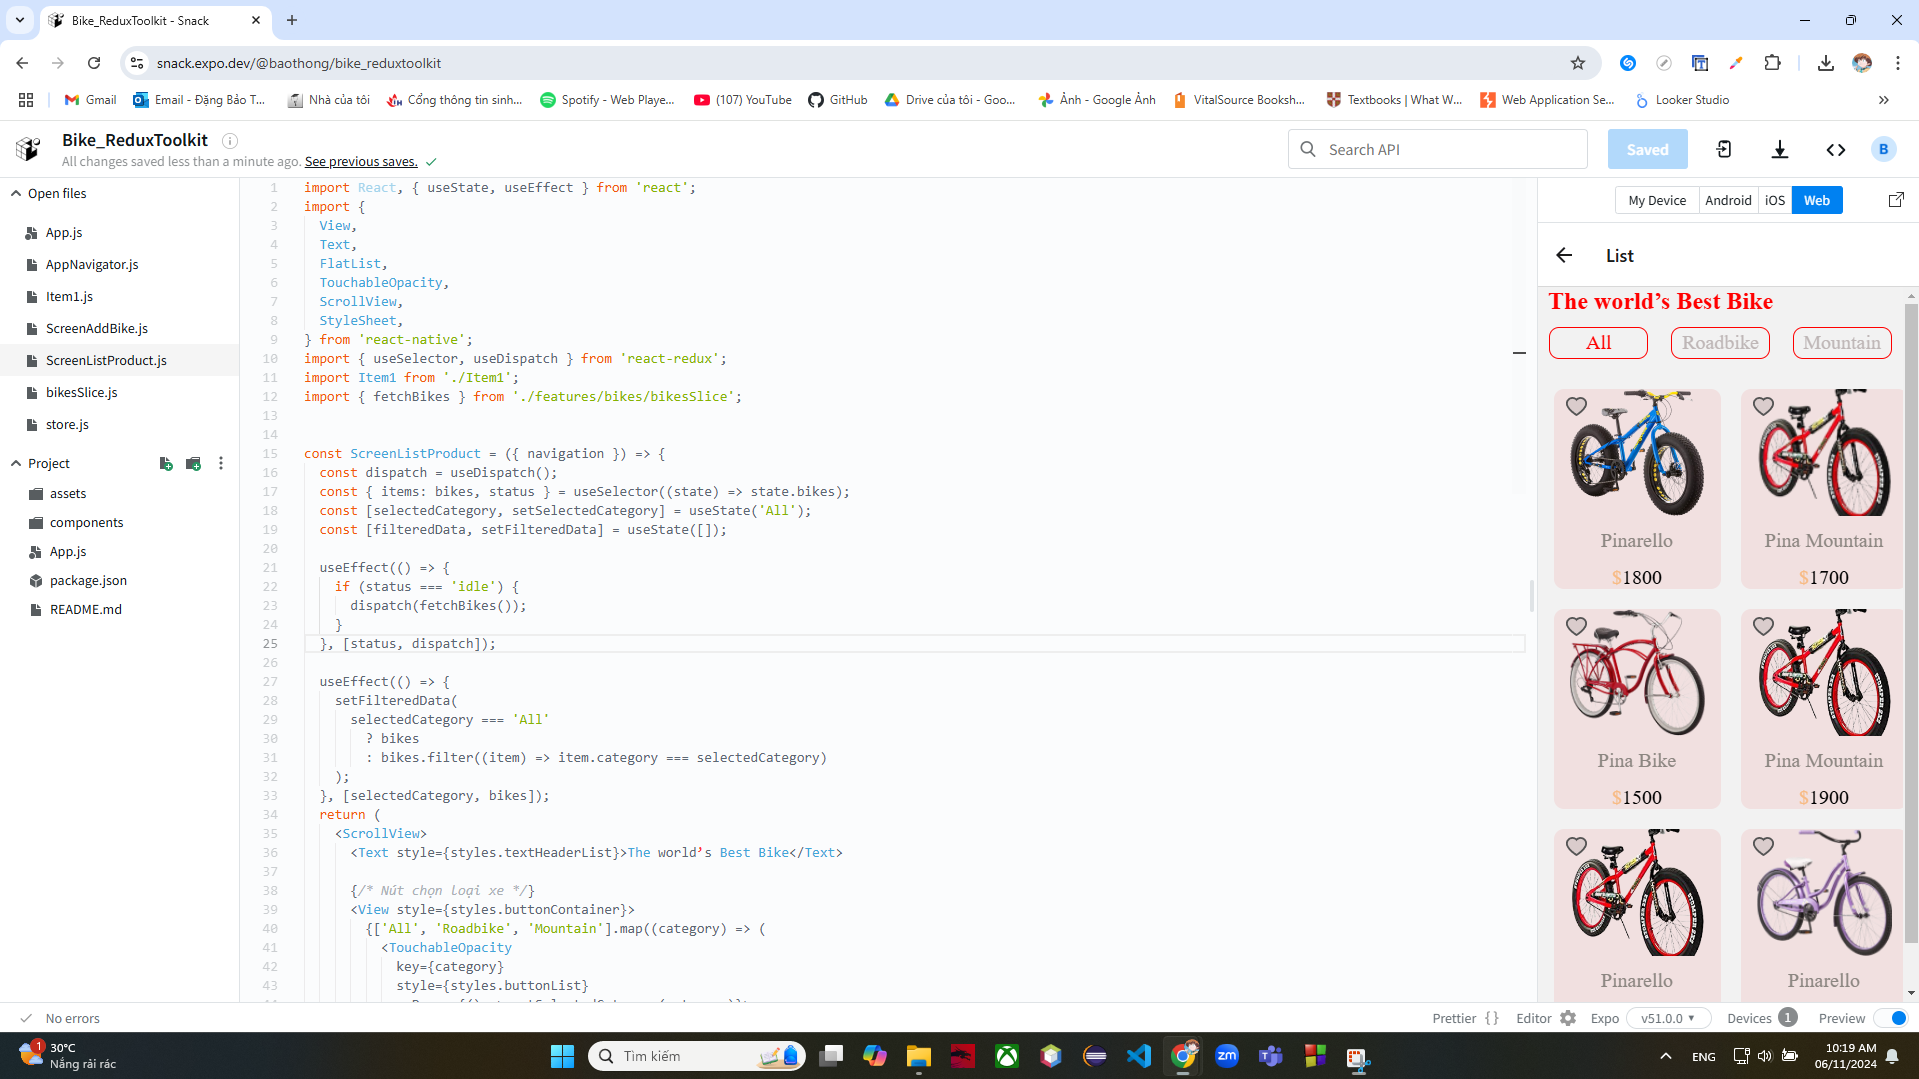 Bike_ReduxToolkit - Snack
snack.expo.dev/@baothong/bike_reduxtoolkit
Gmail
Email - Đặng Bảo T...
Nhà của tôi
Cổng thông tin sinh...
Spotify - Web Playe...
(107) YouTube
GitHub
Drive của tôi - Goo...
Ảnh - Google Ảnh
VitalSource Booksh...
Textbooks | What W...
Web Application Se...
Looker Studio
Bike_ReduxToolkit
All changes saved less than a minute ago. See previous saves.
Search API
Saved
B
Open files
App.js
AppNavigator.js
Item1.js
ScreenAddBike.js
ScreenListProduct.js
bikesSlice.js
store.js
Project
assets
components
App.js
package.json
README.md
1 import React, { useState, useEffect } from 'react';
2 import {
3 View,
4 Text,
5 FlatList,
6 TouchableOpacity,
7 ScrollView,
8 StyleSheet,
9 } from 'react-native';
10 import { useSelector, useDispatch } from 'react-redux';
11 import Item1 from './Item1';
12 import { fetchBikes } from './features/bikes/bikesSlice';
13
14
15 const ScreenListProduct = ({ navigation }) => {
16 const dispatch = useDispatch();
17 const { items: bikes, status } = useSelector((state) => state.bikes);
18 const [selectedCategory, setSelectedCategory] = useState('All');
19 const [filteredData, setFilteredData] = useState([]);
20
21 useEffect(() => {
22 if (status === 'idle') {
23 dispatch(fetchBikes());
24 }
25 }, [status, dispatch]);
26
27 useEffect(() => {
28 setFilteredData(
29 selectedCategory === 'All'
30 ? bikes
31 : bikes.filter((item) => item.category === selectedCategory)
32 );
33 }, [selectedCategory, bikes]);
34 return (
35 <ScrollView>
36 <Text style={styles.textHeaderList}>The world’s Best Bike</Text>
37
38 {/* Nút chọn loại xe */}
39 <View style={styles.buttonContainer}>
40 {['All', 'Roadbike', 'Mountain'].map((category) => (
41 <TouchableOpacity
42 key={category}
43 style={styles.buttonList}
My Device
Android
iOS
Web
List
The world’s Best Bike
All
Roadbike
Mountain
Pinarello
Pina Mountain
$1800
$1700
Pina Bike
Pina Mountain
$1500
$1900
Pinarello
Pinarello
No errors
Prettier { }
Editor
Expo
v51.0.0
Devices 1
Preview
1
30°C
Nắng rải rác
Tìm kiếm
zm
ENG
10:19 AM
06/11/2024